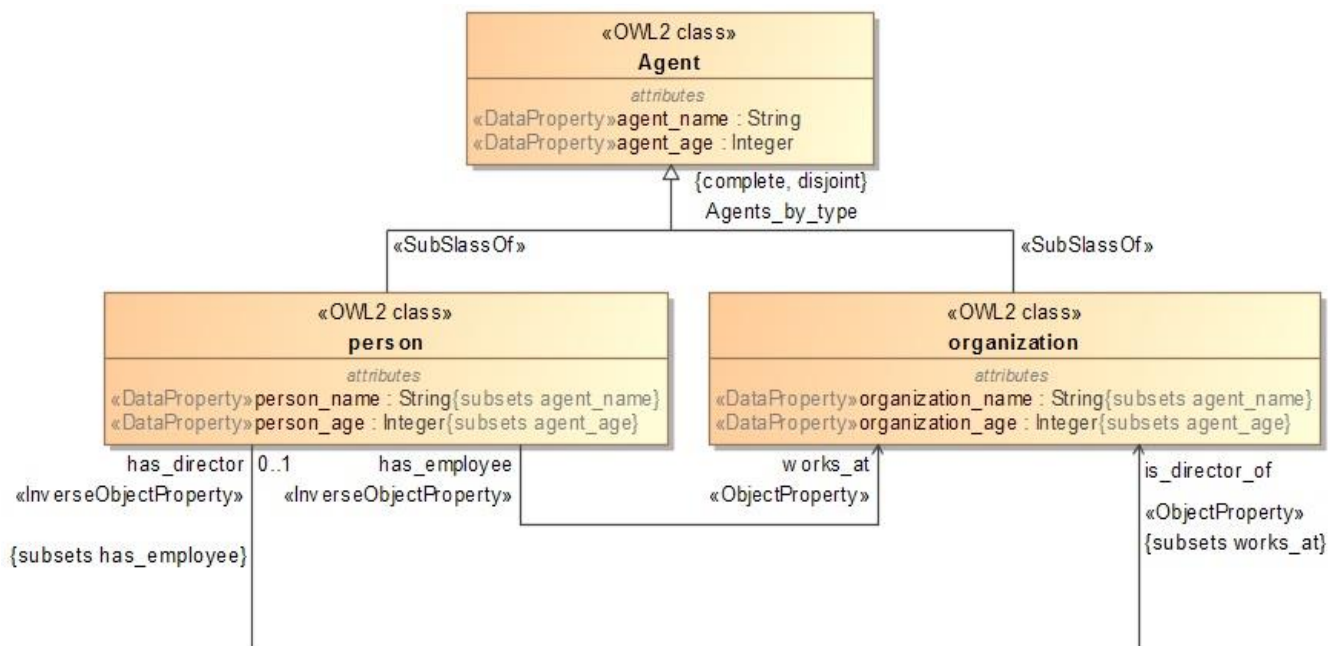 «OWL2 class»
Agent
attributes
«DataProperty»agent_name : String
«DataProperty»agent_age : Integer
{complete, disjoint}
Agents_by_type
«SubSlassOf»
«SubSlassOf»
«OWL2 class»
person
attributes
«DataProperty»person_name : String{subsets agent_name}
«DataProperty»person_age : Integer{subsets agent_age}
«OWL2 class»
organization
attributes
«DataProperty»organization_name : String{subsets agent_name}
«DataProperty»organization_age : Integer{subsets agent_age}
has_director 0..1
«InverseObjectProperty»
{subsets has_employee}
has_employee
«InverseObjectProperty»
works_at
«ObjectProperty»
is_director_of
«ObjectProperty»
{subsets works_at}